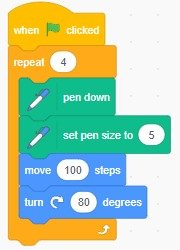 when clicked
repeat 4
pen down
set pen size to 5
move 100 steps
turn 80 degrees